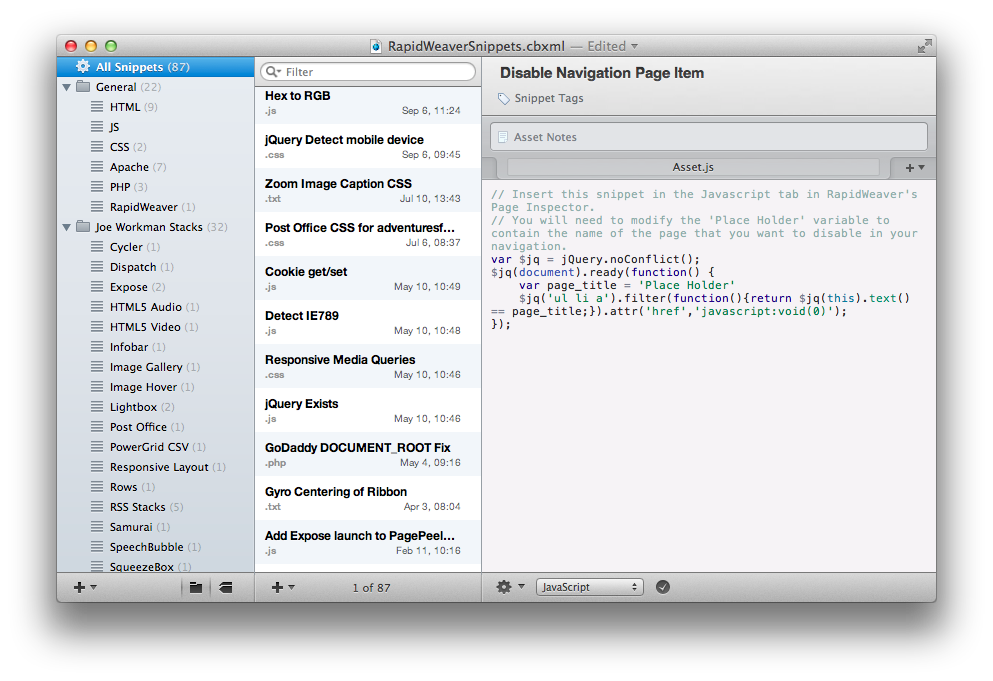 RapidWeaverSnippets.cbxml — Edited
All Snippets (87)
General (22)
HTML (9)
JS
CSS (2)
Apache (7)
PHP (3)
RapidWeaver (1)
Joe Workman Stacks (32)
Cycler (1)
Dispatch (1)
Expose (2)
HTML5 Audio (1)
HTML5 Video (1)
Infobar (1)
Image Gallery (1)
Image Hover (1)
Lightbox (2)
Post Office (1)
PowerGrid CSV (1)
Responsive Layout (1)
Rows (1)
RSS Stacks (5)
Samurai (1)
SpeechBubble (1)
SqueezeBox (1)
Filter
Hex to RGB
.js Sep 6, 11:24
jQuery Detect mobile device
.css Sep 6, 09:45
Zoom Image Caption CSS
.txt Jul 10, 13:43
Post Office CSS for adventuresf...
.css Jul 6, 08:37
Cookie get/set
.js May 10, 10:49
Detect IE789
.js May 10, 10:48
Responsive Media Queries
.css May 10, 10:46
jQuery Exists
.js May 10, 10:46
GoDaddy DOCUMENT_ROOT Fix
.php May 4, 09:16
Gyro Centering of Ribbon
.txt Apr 3, 08:04
Add Expose launch to PagePeel...
.js Feb 11, 10:16
1 of 87
Disable Navigation Page Item
Snippet Tags
Asset Notes
Asset.js
// Insert this snippet in the Javascript tab in RapidWeaver's
Page Inspector.
// You will need to modify the 'Place Holder' variable to
contain the name of the page that you want to disable in your
navigation.
var $jq = jQuery.noConflict();
$jq(document).ready(function() {
var page_title = 'Place Holder'
$jq('ul li a').filter(function(){return $jq(this).text()
== page_title;}).attr('href','javascript:void(0)');
});
JavaScript